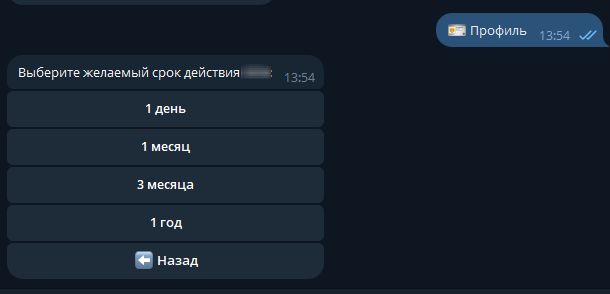 🪪 Профиль
13:54
Выберите желаемый срок действия :
13:54
1 день
1 месяц
3 месяца
1 год
⬅️ Назад